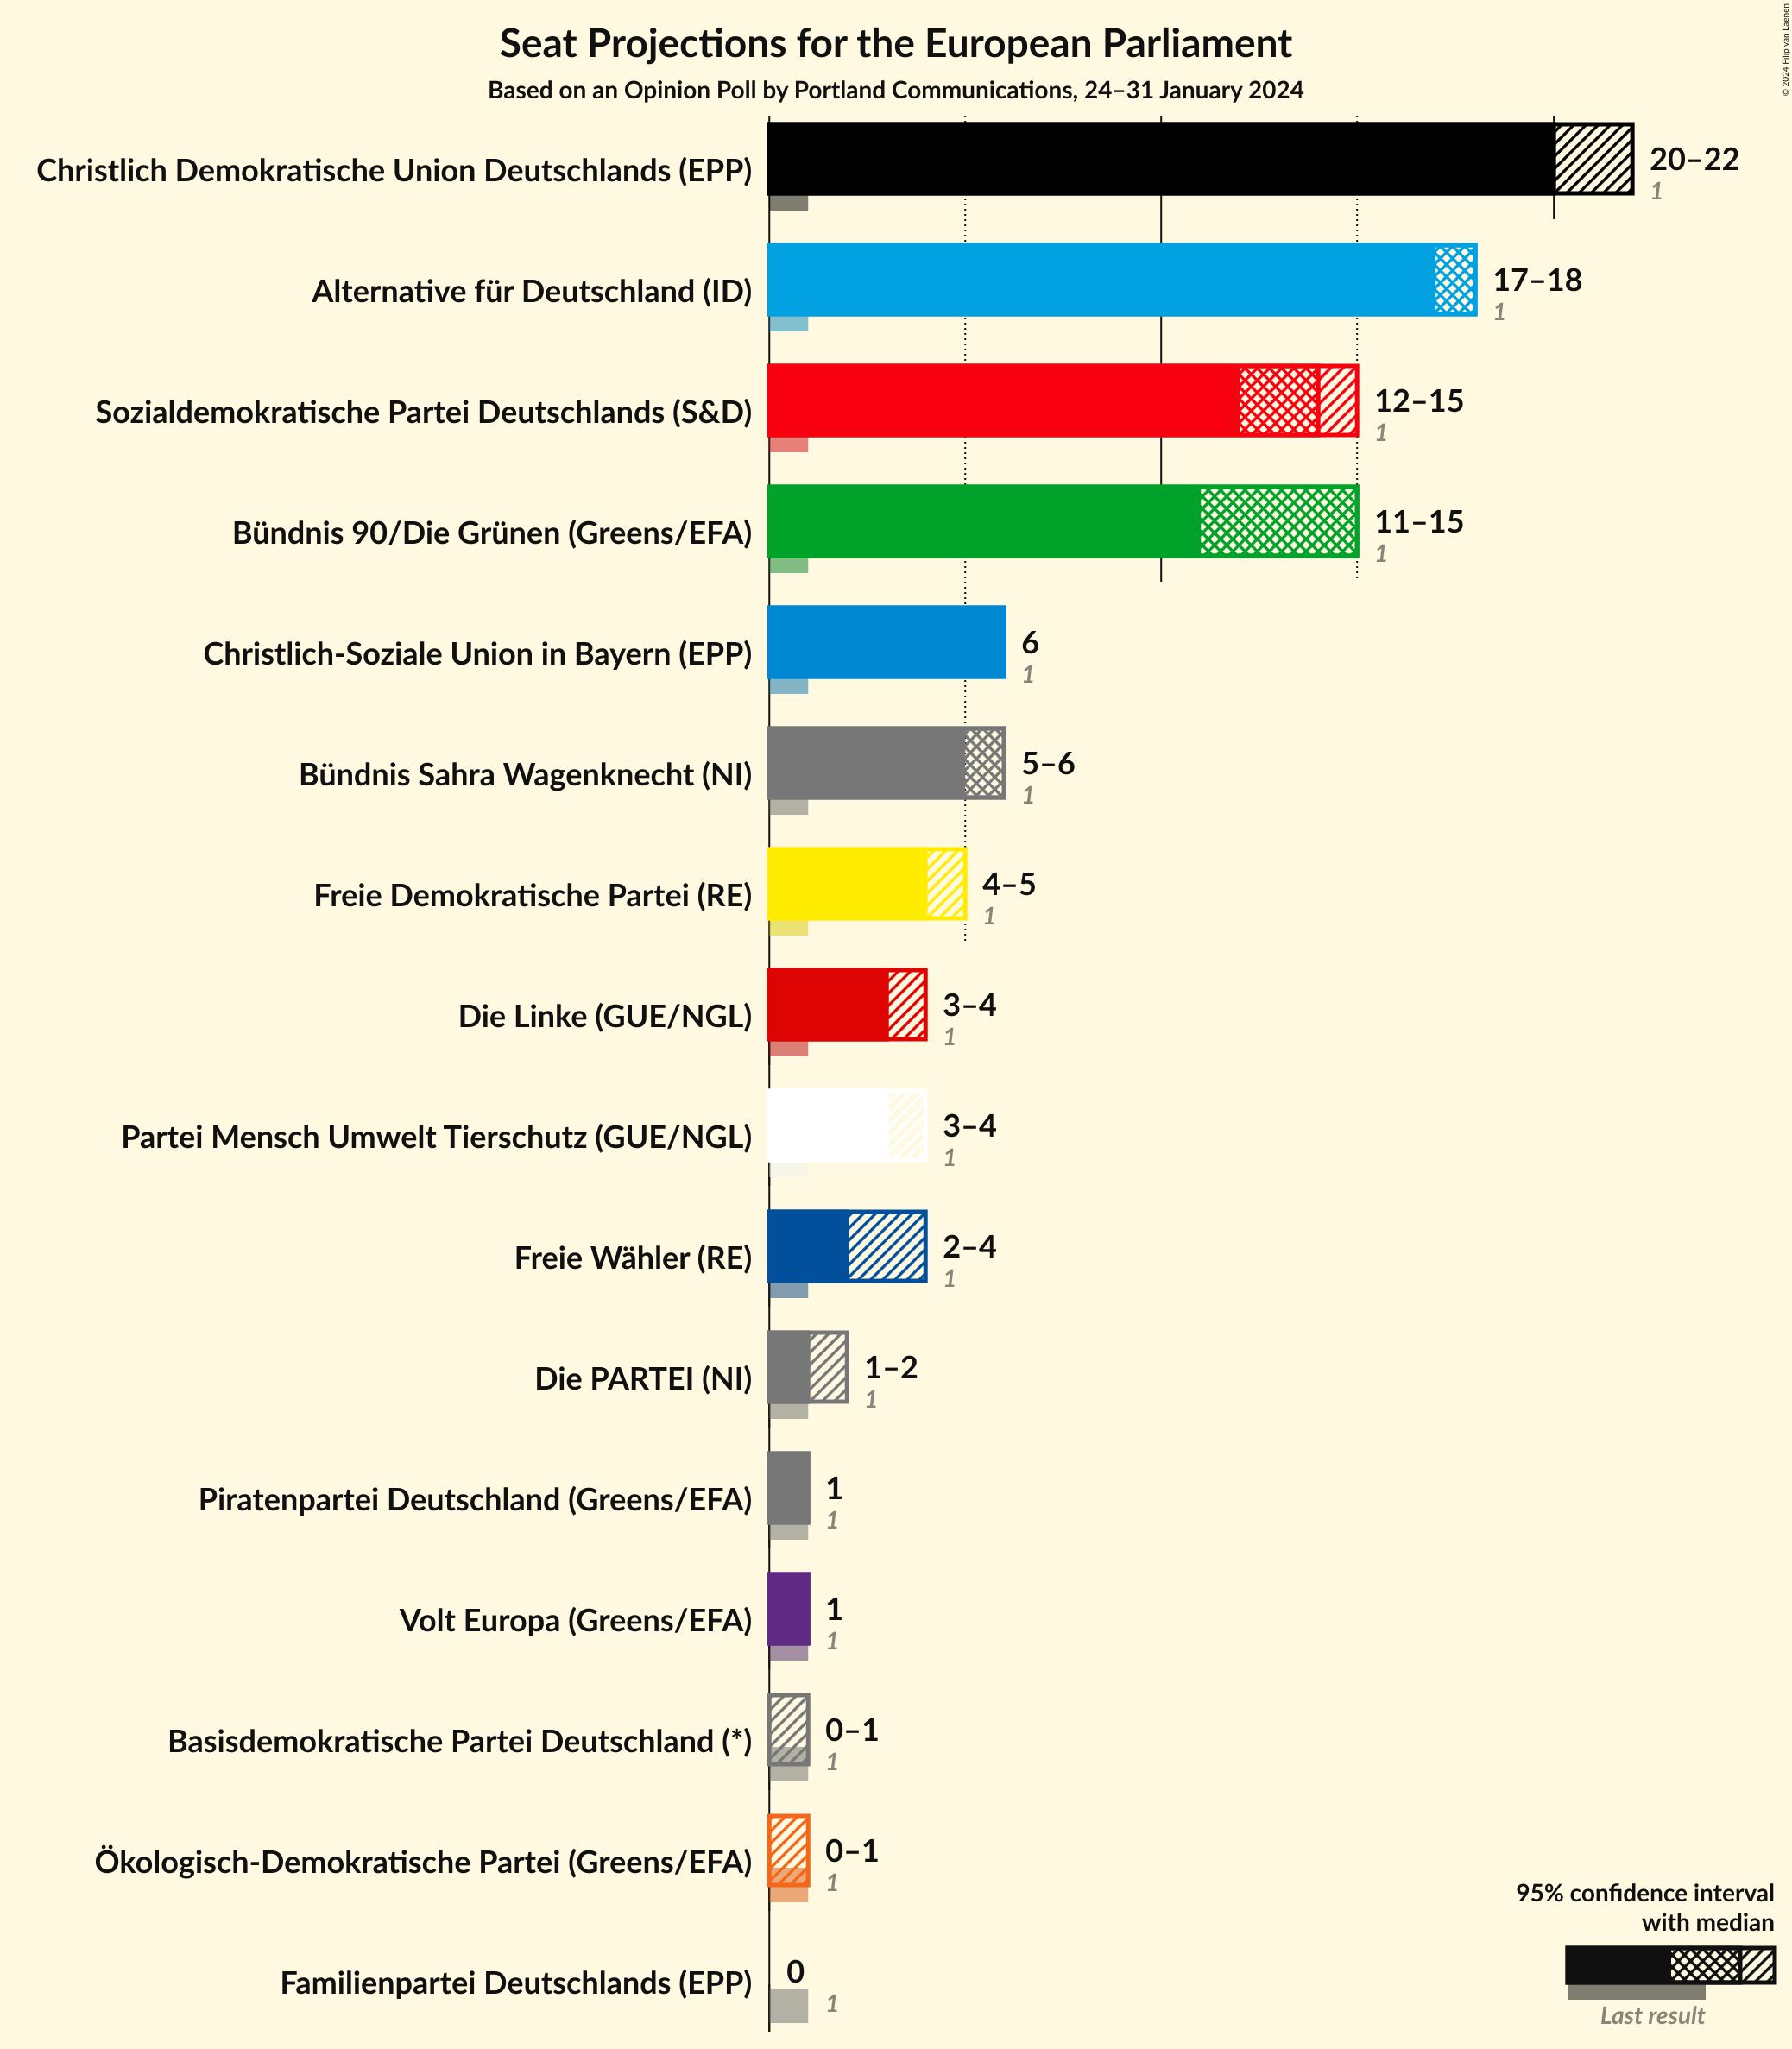 Seat Projections for the European Parliament
Based on an Opinion Poll by Portland Communications, 24–31 January 2024
© 2024 Filip van Laenen
Christlich Demokratische Union Deutschlands (EPP)
20–22
1
Alternative für Deutschland (ID)
17–18
1
Sozialdemokratische Partei Deutschlands (S&D)
12–15
1
Bündnis 90/Die Grünen (Greens/EFA)
11–15
1
Christlich-Soziale Union in Bayern (EPP)
6
1
Bündnis Sahra Wagenknecht (NI)
5–6
1
Freie Demokratische Partei (RE)
4–5
1
Die Linke (GUE/NGL)
3–4
1
Partei Mensch Umwelt Tierschutz (GUE/NGL)
3–4
1
Freie Wähler (RE)
2–4
1
Die PARTEI (NI)
1–2
1
Piratenpartei Deutschland (Greens/EFA)
1
1
Volt Europa (Greens/EFA)
1
1
Basisdemokratische Partei Deutschland (*)
0–1
1
Ökologisch-Demokratische Partei (Greens/EFA)
0–1
1
Familienpartei Deutschlands (EPP)
0
1
95% confidence interval
with median
Last result